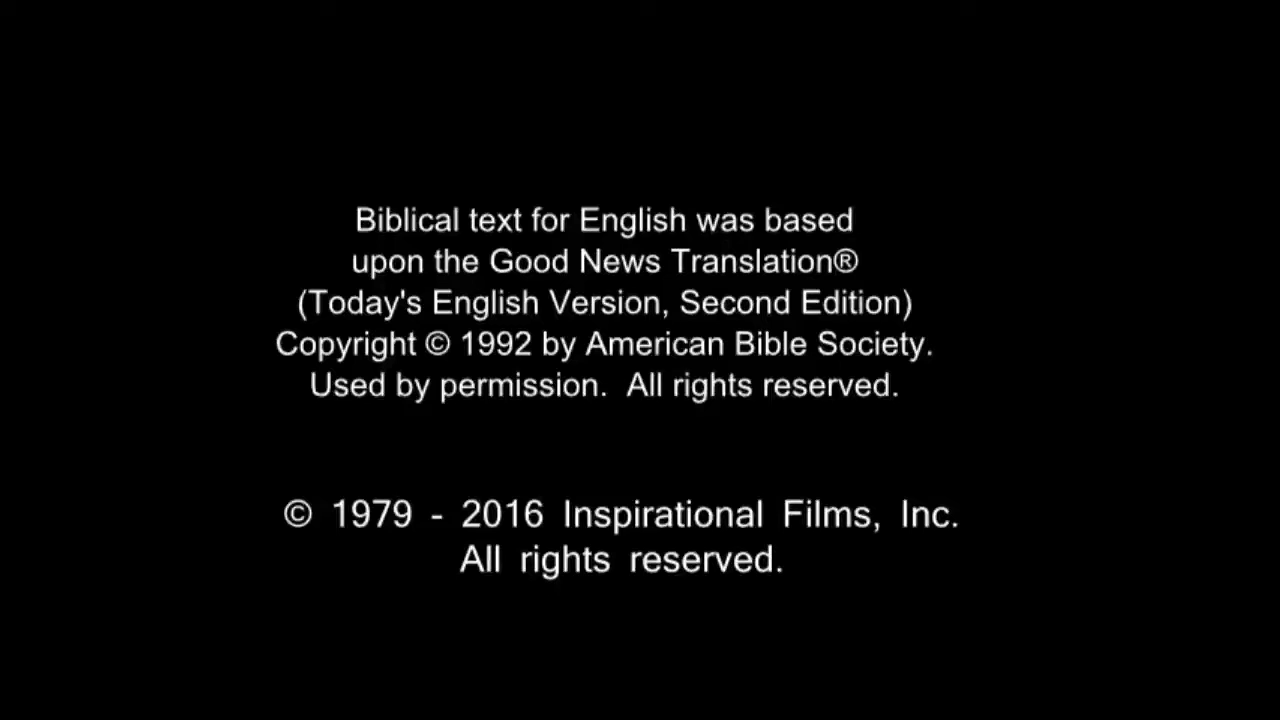 Biblical text for English was based
upon the Good News Translation®
(Today's English Version, Second Edition)
Copyright © 1992 by American Bible Society.
Used by permission.  All rights reserved.
© 1979 - 2016 Inspirational Films, Inc.
All rights reserved.